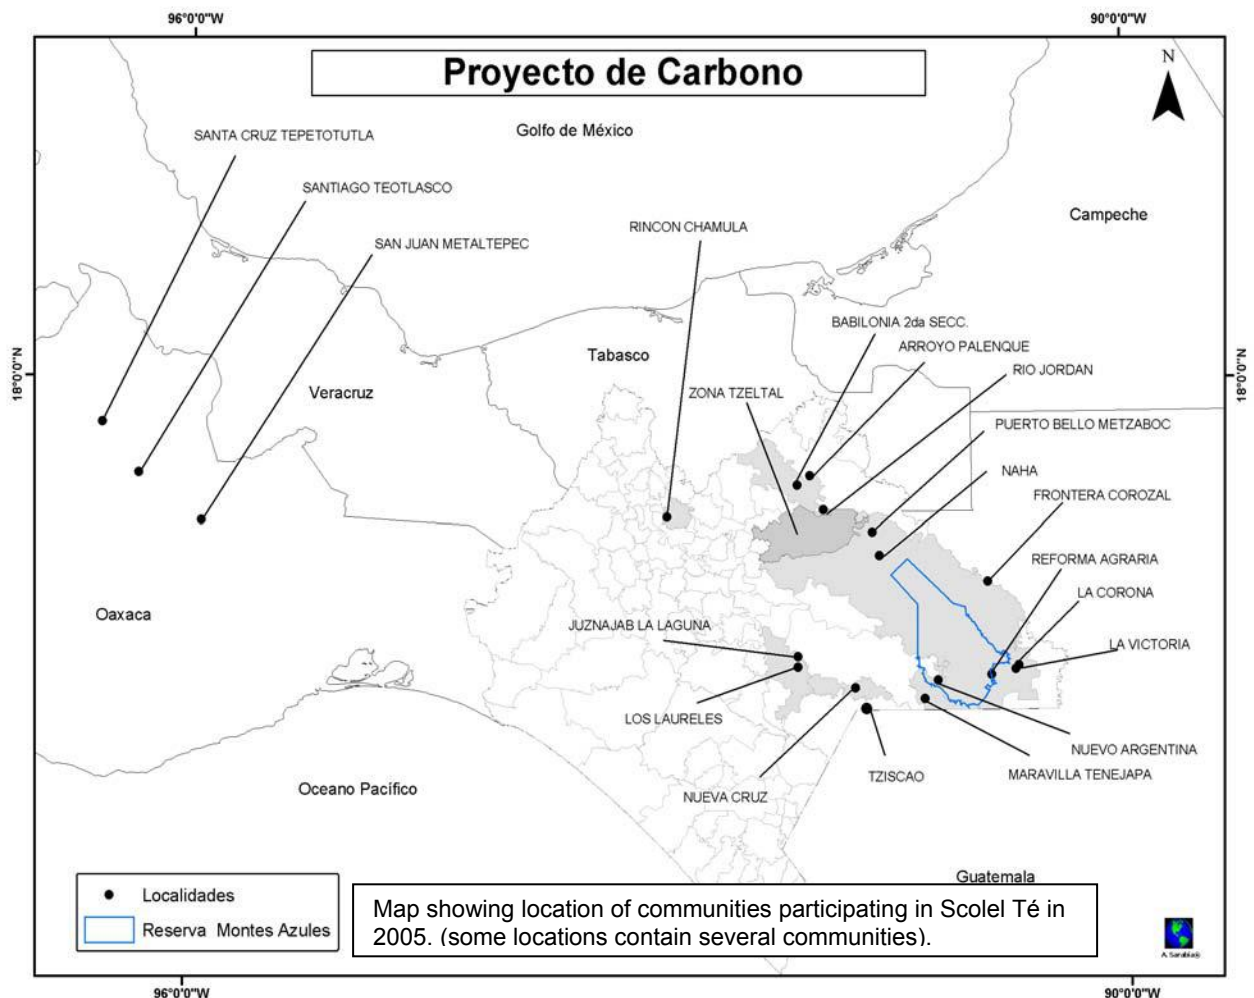 96°0'0"W
90°0'0"W
Proyecto de Carbono
N
Golfo de México
SANTA CRUZ TEPETOTUTLA
SANTIAGO TEOTLASCO
SAN JUAN METALTEPEC
RINCON CHAMULA
Campeche
BABILONIA 2da SECC.
ARROYO PALENQUE
RIO JORDAN
Tabasco
18°0'0"N
18°0'0"N
Veracruz
ZONA TZELTAL
PUERTO BELLO METZABOC
NAHA
FRONTERA COROZAL
REFORMA AGRARIA
LA CORONA
LA VICTORIA
Oaxaca
JUZNAJAB LA LAGUNA
LOS LAURELES
NUEVO ARGENTINA
MARAVILLA TENEJAPA
TZISCAO
NUEVA CRUZ
Oceano Pacífico
Guatemala
Localidades
Reserva Montes Azules
Map showing location of communities participating in Scolel Té in
2005. (some locations contain several communities).
A. Sarabia®
96°0'0"W
90°0'0"W